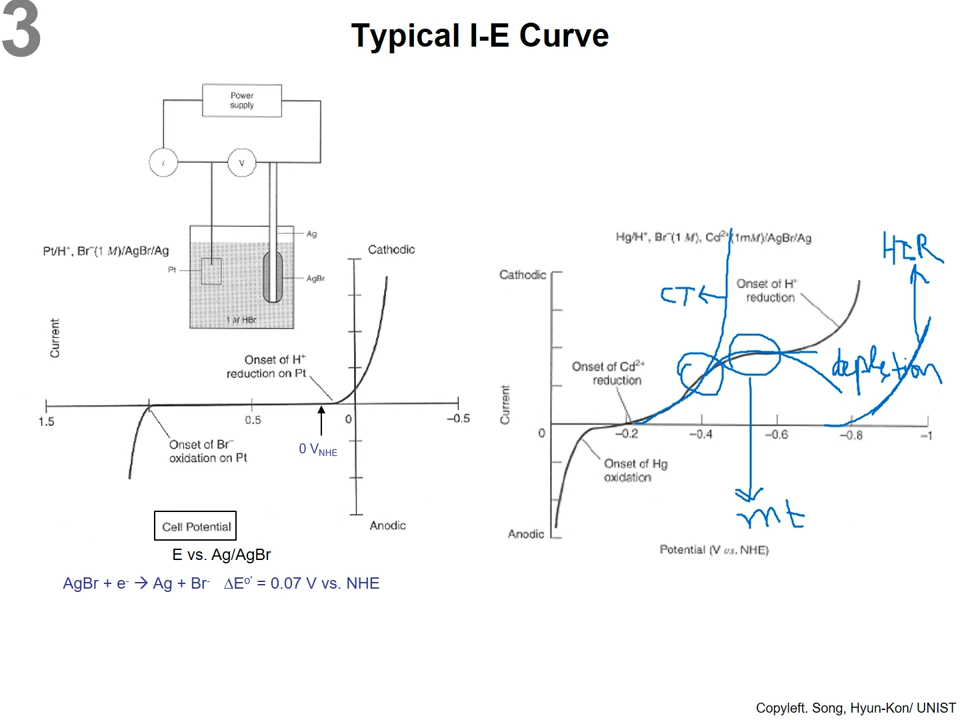 3
Typical I-E Curve
Power
supply
i
V
Ag
Pt/H⁺, Br⁻(1 M)/AgBr/Ag
Pt
AgBr
1 M HBr
Cathodic
Current
Onset of H⁺
reduction on Pt
1.5
0.5
0
−0.5
0 V_NHE
Onset of Br⁻
oxidation on Pt
Cell Potential
Anodic
E vs. Ag/AgBr
AgBr + e⁻ → Ag + Br⁻ ΔE°' = 0.07 V vs. NHE
Hg/H⁺, Br⁻(1 M), Cd²⁺(1mM)/AgBr/Ag
HER
Cathodic
CT
Onset of H⁺
reduction
Onset of Cd²⁺
reduction
depletion
Current
0
−0.2
−0.4
−0.6
−0.8
−1
Onset of Hg
oxidation
mt
Anodic
Potential (V vs. NHE)
Copyleft. Song, Hyun-Kon/ UNIST